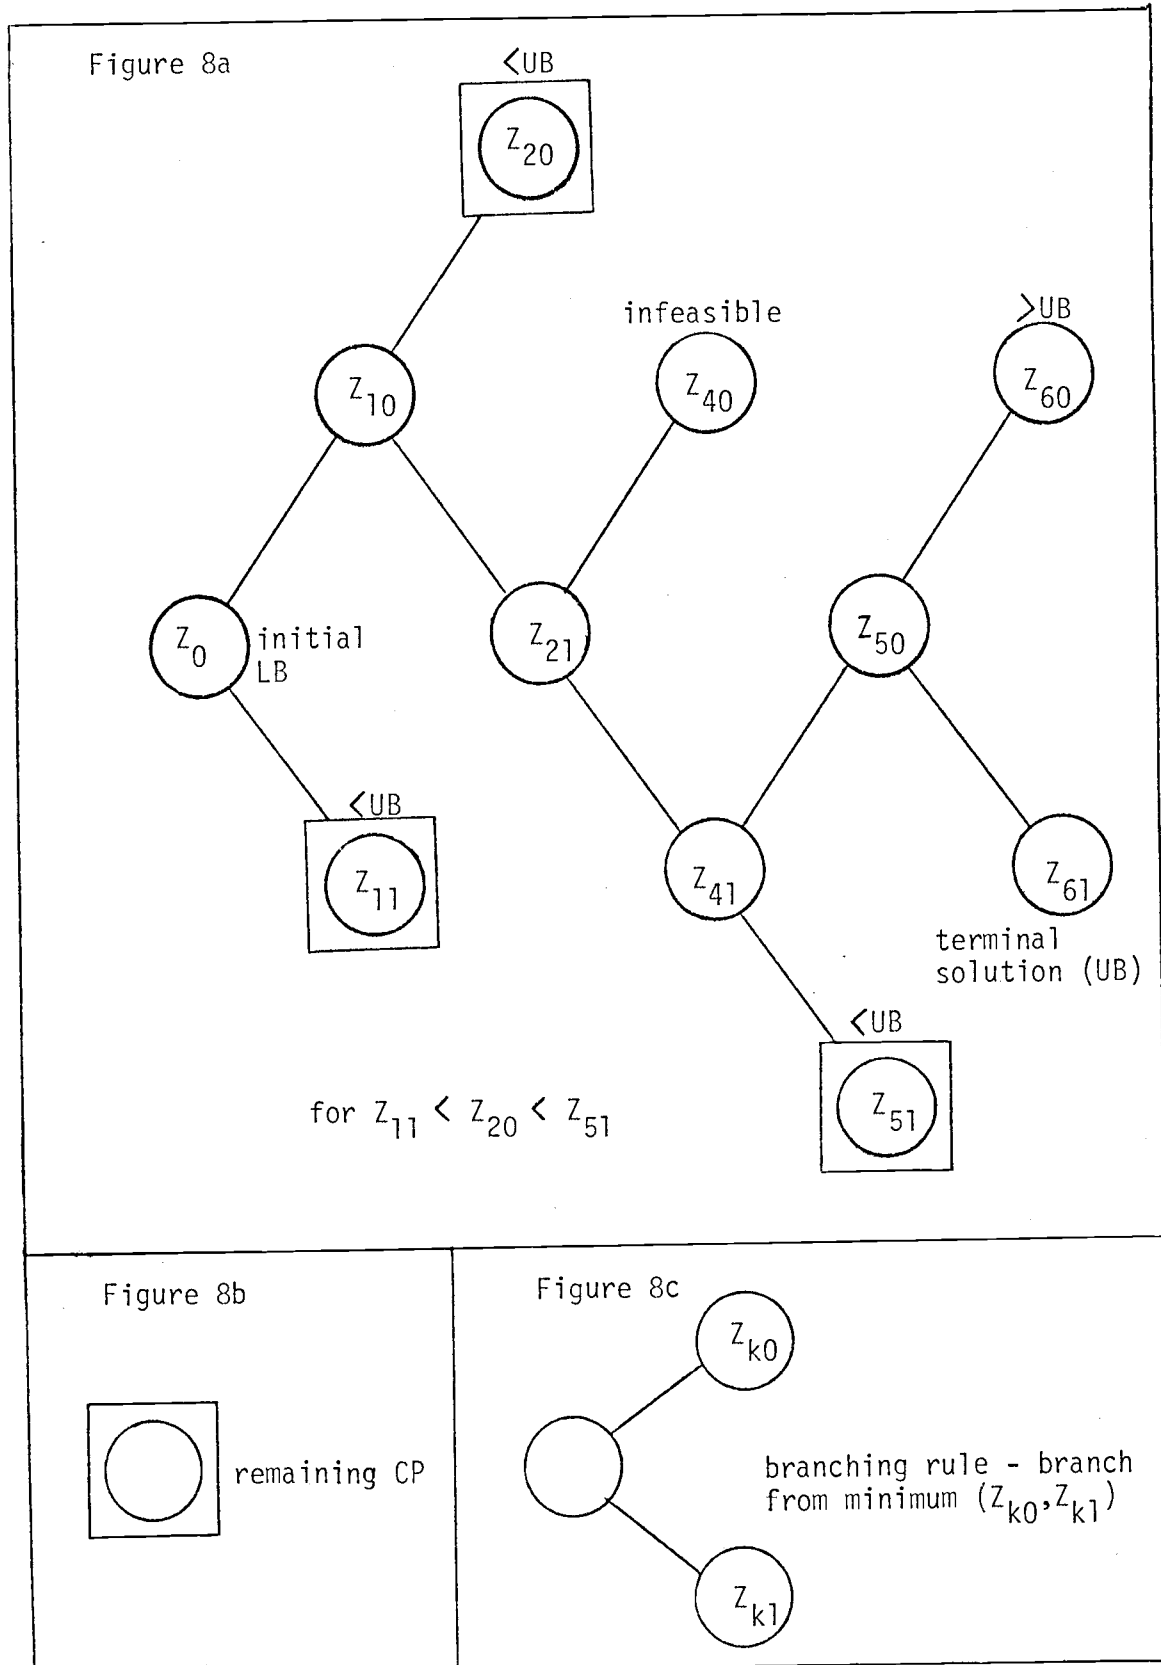 Figure 8a
<UB
Z20
infeasible
>UB
Z10
Z40
Z60
Z0
initial
LB
Z21
Z50
<UB
Z11
Z41
Z61
terminal
solution (UB)
<UB
Z51
for Z11 < Z20 < Z51
Figure 8b
remaining CP
Figure 8c
Zk0
branching rule - branch
from minimum (Zk0,Zk1)
Zk1